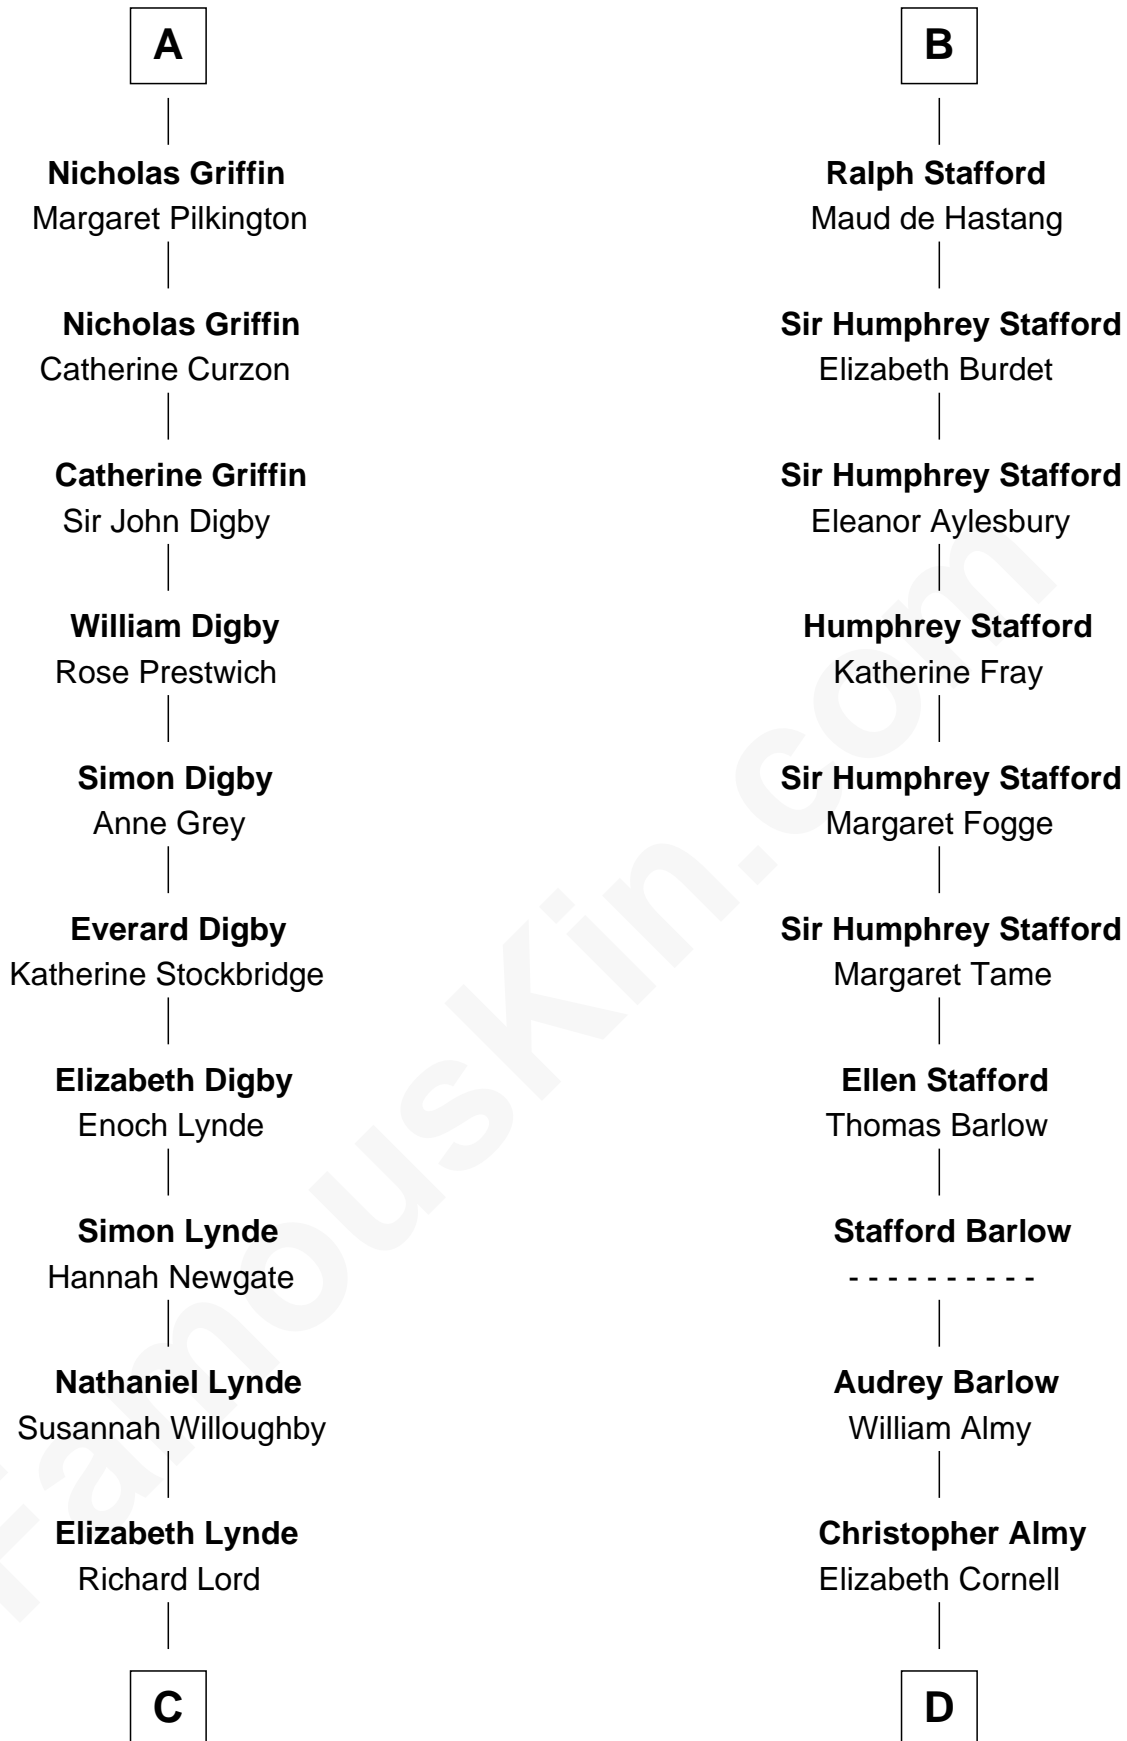 A
Nicholas Griffin
Margaret Pilkington
Nicholas Griffin
Catherine Curzon
Catherine Griffin
Sir John Digby
William Digby
Rose Prestwich
Simon Digby
Anne Grey
Everard Digby
Katherine Stockbridge
Elizabeth Digby
Enoch Lynde
Simon Lynde
Hannah Newgate
Nathaniel Lynde
Susannah Willoughby
Elizabeth Lynde
Richard Lord
C
B
Ralph Stafford
Maud de Hastang
Sir Humphrey Stafford
Elizabeth Burdet
Sir Humphrey Stafford
Eleanor Aylesbury
Humphrey Stafford
Katherine Fray
Sir Humphrey Stafford
Margaret Fogge
Sir Humphrey Stafford
Margaret Tame
Ellen Stafford
Thomas Barlow
Stafford Barlow
- - - - - - - - - -
Audrey Barlow
William Almy
Christopher Almy
Elizabeth Cornell
D
FamousKin.com